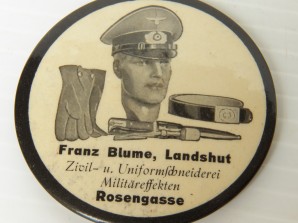 Franz Blume, Landshut
Zivil- u. Uniformschneiderei
Militäreffekten
Rosengasse